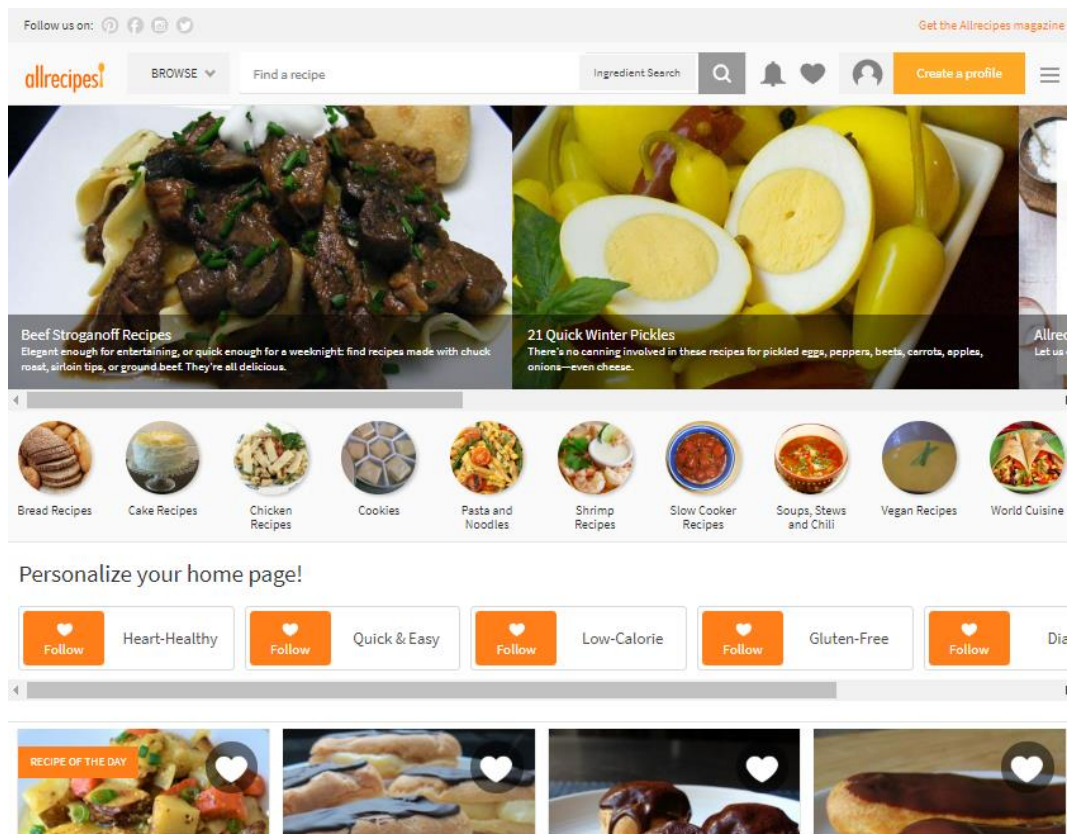 Follow us on:
Get the Allrecipes magazine
allrecipes
BROWSE
Find a recipe
Ingredient Search
Create a profile
Beef Stroganoff Recipes
Elegant enough for entertaining, or quick enough for a weeknight: find recipes made with chuck
roast, sirloin tips, or ground beef. They're all delicious.
21 Quick Winter Pickles
There's no canning involved in these recipes for pickled eggs, peppers, beets, carrots, apples,
onions—even cheese.
Allrec
Let us
Bread Recipes
Cake Recipes
Chicken
Recipes
Cookies
Pasta and
Noodles
Shrimp
Recipes
Slow Cooker
Recipes
Soups, Stews
and Chili
Vegan Recipes
World Cuisine
Personalize your home page!
Follow
Heart-Healthy
Follow
Quick & Easy
Follow
Low-Calorie
Follow
Gluten-Free
Follow
Dia
RECIPE OF THE DAY